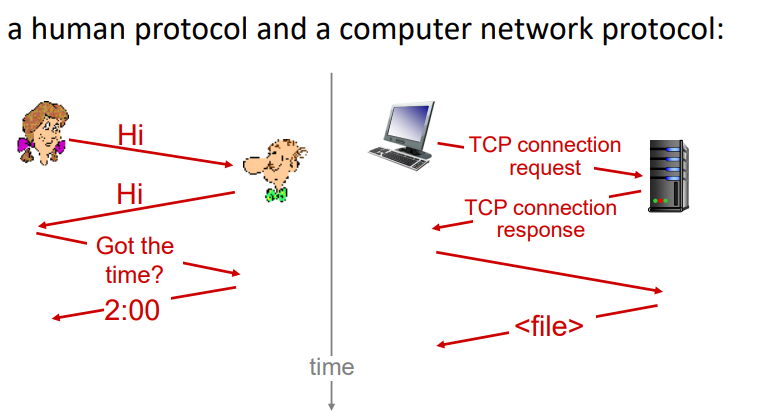 a human protocol and a computer network protocol:
Hi
Hi
Got the
time?
2:00
TCP connection
request
TCP connection
response
<file>
time